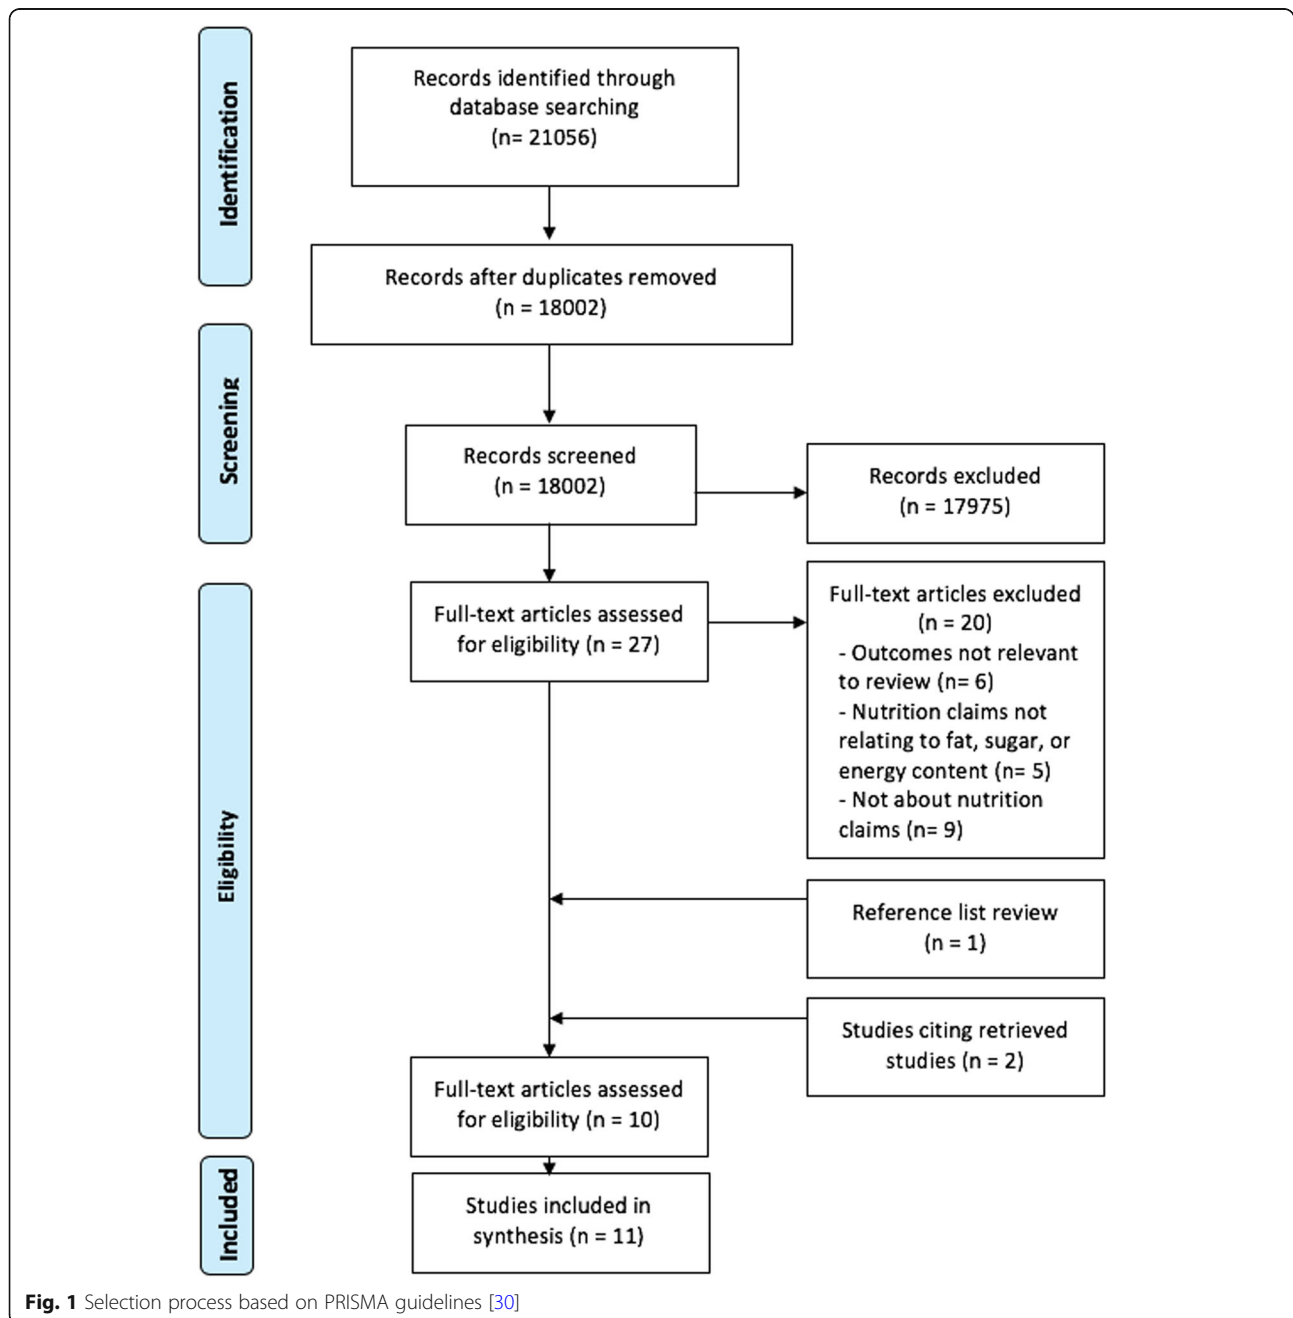 Identification
Records identified through
database searching
(n= 21056)
Records after duplicates removed
(n = 18002)
Screening
Records screened
(n = 18002)
Records excluded
(n = 17975)
Eligibility
Full-text articles assessed
for eligibility (n = 27)
Full-text articles excluded
(n = 20)
- Outcomes not relevant
to review (n= 6)
- Nutrition claims not
relating to fat, sugar, or
energy content (n= 5)
- Not about nutrition
claims (n= 9)
Reference list review
(n = 1)
Studies citing retrieved
studies (n = 2)
Full-text articles assessed
for eligibility (n = 10)
Included
Studies included in
synthesis (n = 11)
Fig. 1 Selection process based on PRISMA guidelines [30]